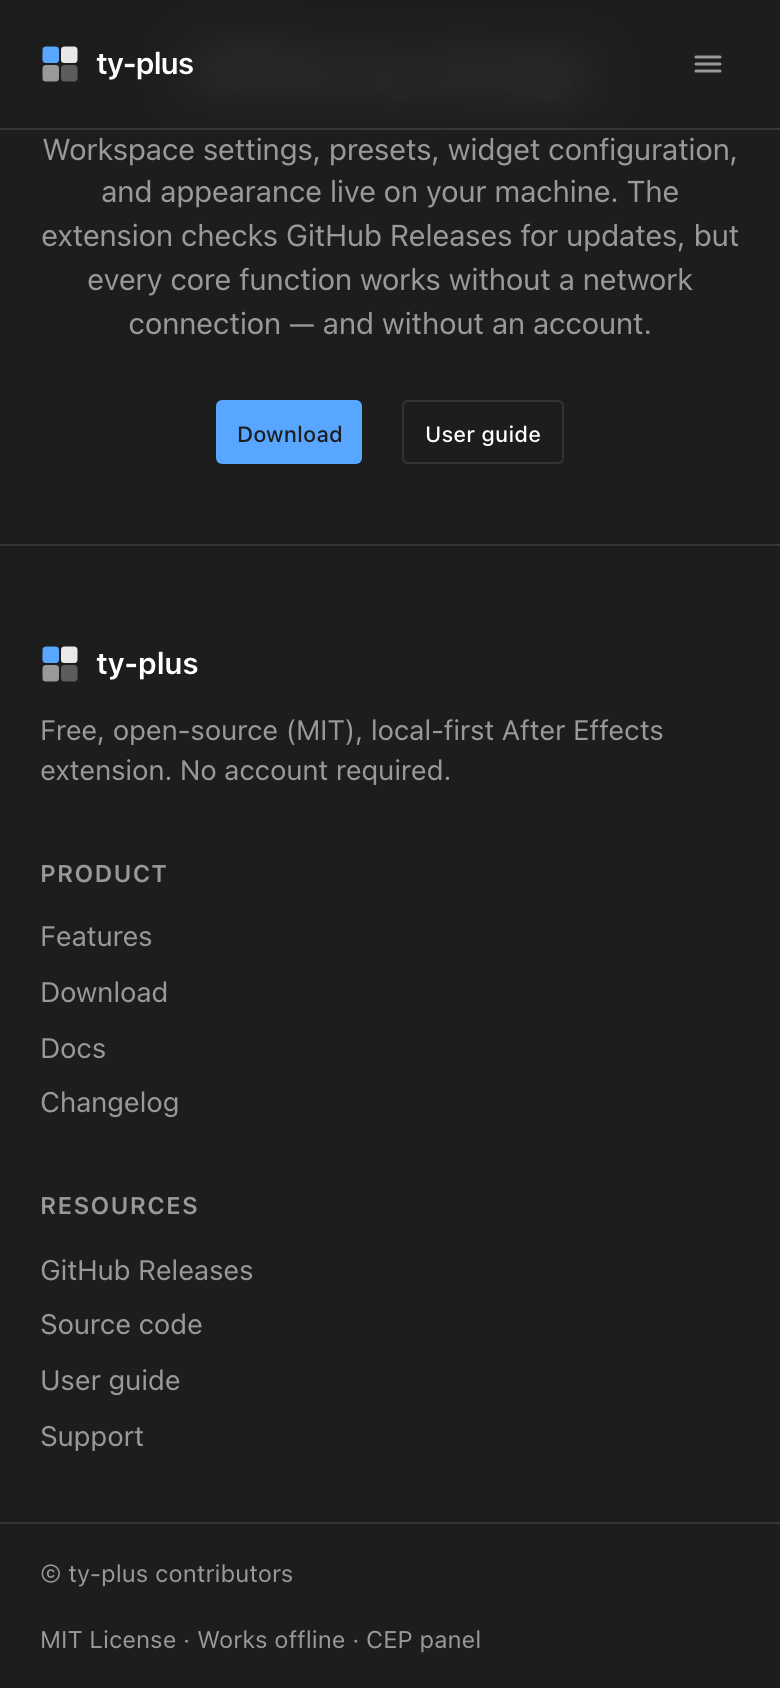 ty-plus
Workspace settings, presets, widget configuration,
and appearance live on your machine. The
extension checks GitHub Releases for updates, but
every core function works without a network
connection — and without an account.
Download
User guide
ty-plus
Free, open-source (MIT), local-first After Effects
extension. No account required.
PRODUCT
Features
Download
Docs
Changelog
RESOURCES
GitHub Releases
Source code
User guide
Support
© ty-plus contributors
MIT License · Works offline · CEP panel